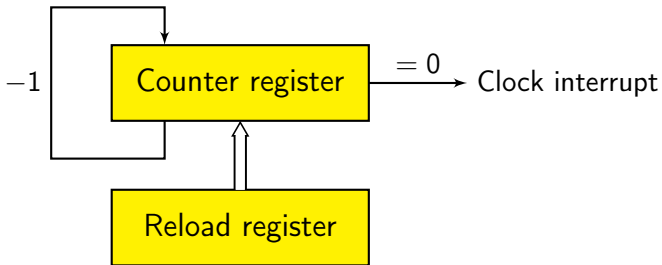 = 0
−1
Counter register
Clock interrupt
Reload register